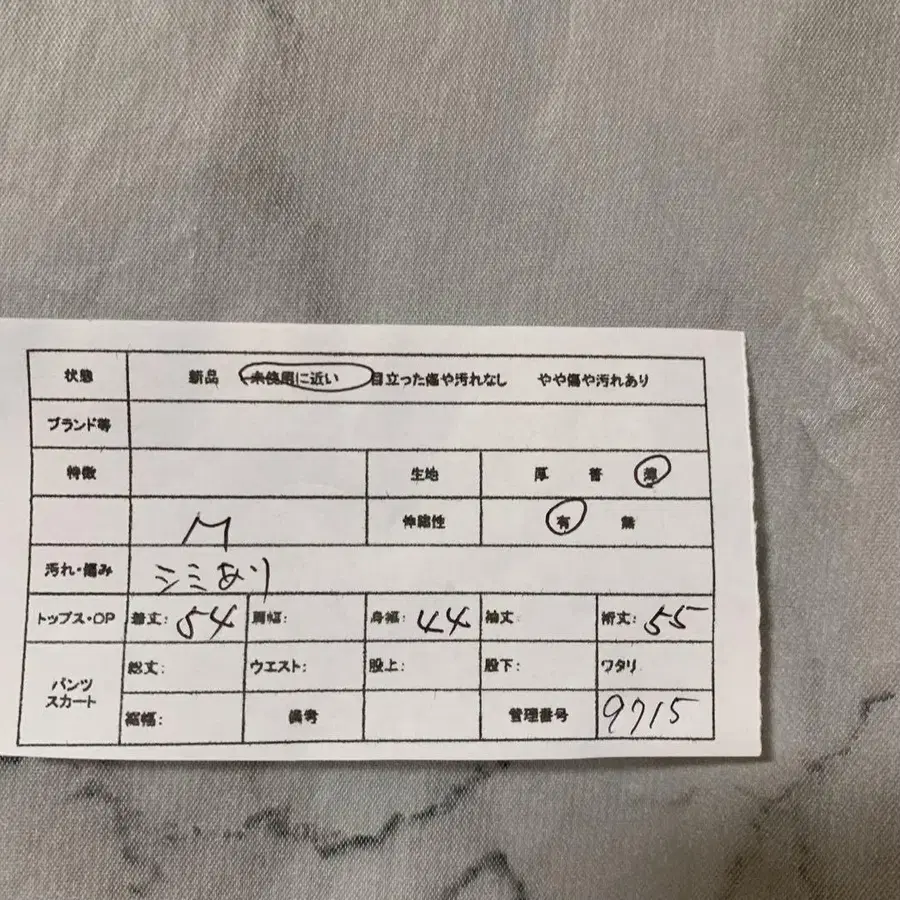 状態 新品 未使用に近い 目立った傷や汚れなし やや傷や汚れあり
ブランド等
特徴 生地 厚 普 薄
M 伸縮性 有 無
汚れ・傷み シミあり
トップス・OP 着丈: 54 肩幅: 身幅: 44 袖丈: 裄丈: 55
パンツ スカート 総丈: ウエスト: 股上: 股下: ワタリ
裾幅: 備考 管理番号 9715